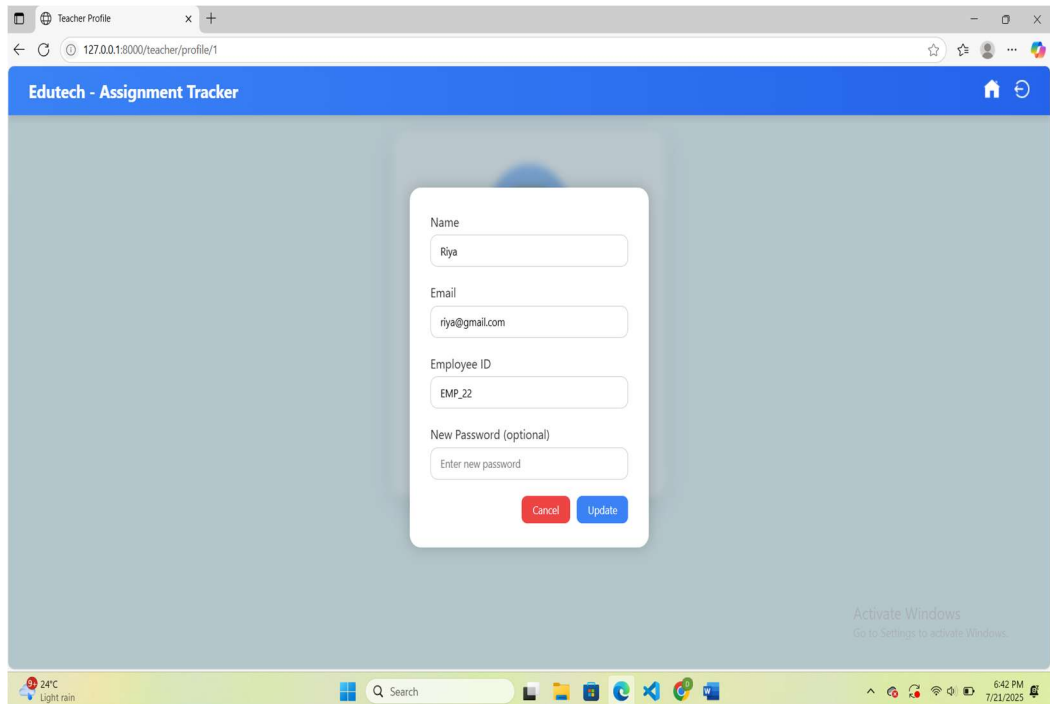 Teacher Profile
127.0.0.1:8000/teacher/profile/1
Edutech - Assignment Tracker
Name
Riya
Email
riya@gmail.com
Employee ID
EMP_22
New Password (optional)
Enter new password
Cancel Update
Activate Windows
Go to Settings to activate Windows.
9+ 24°C
Light rain
Search
6:42 PM
7/21/2025